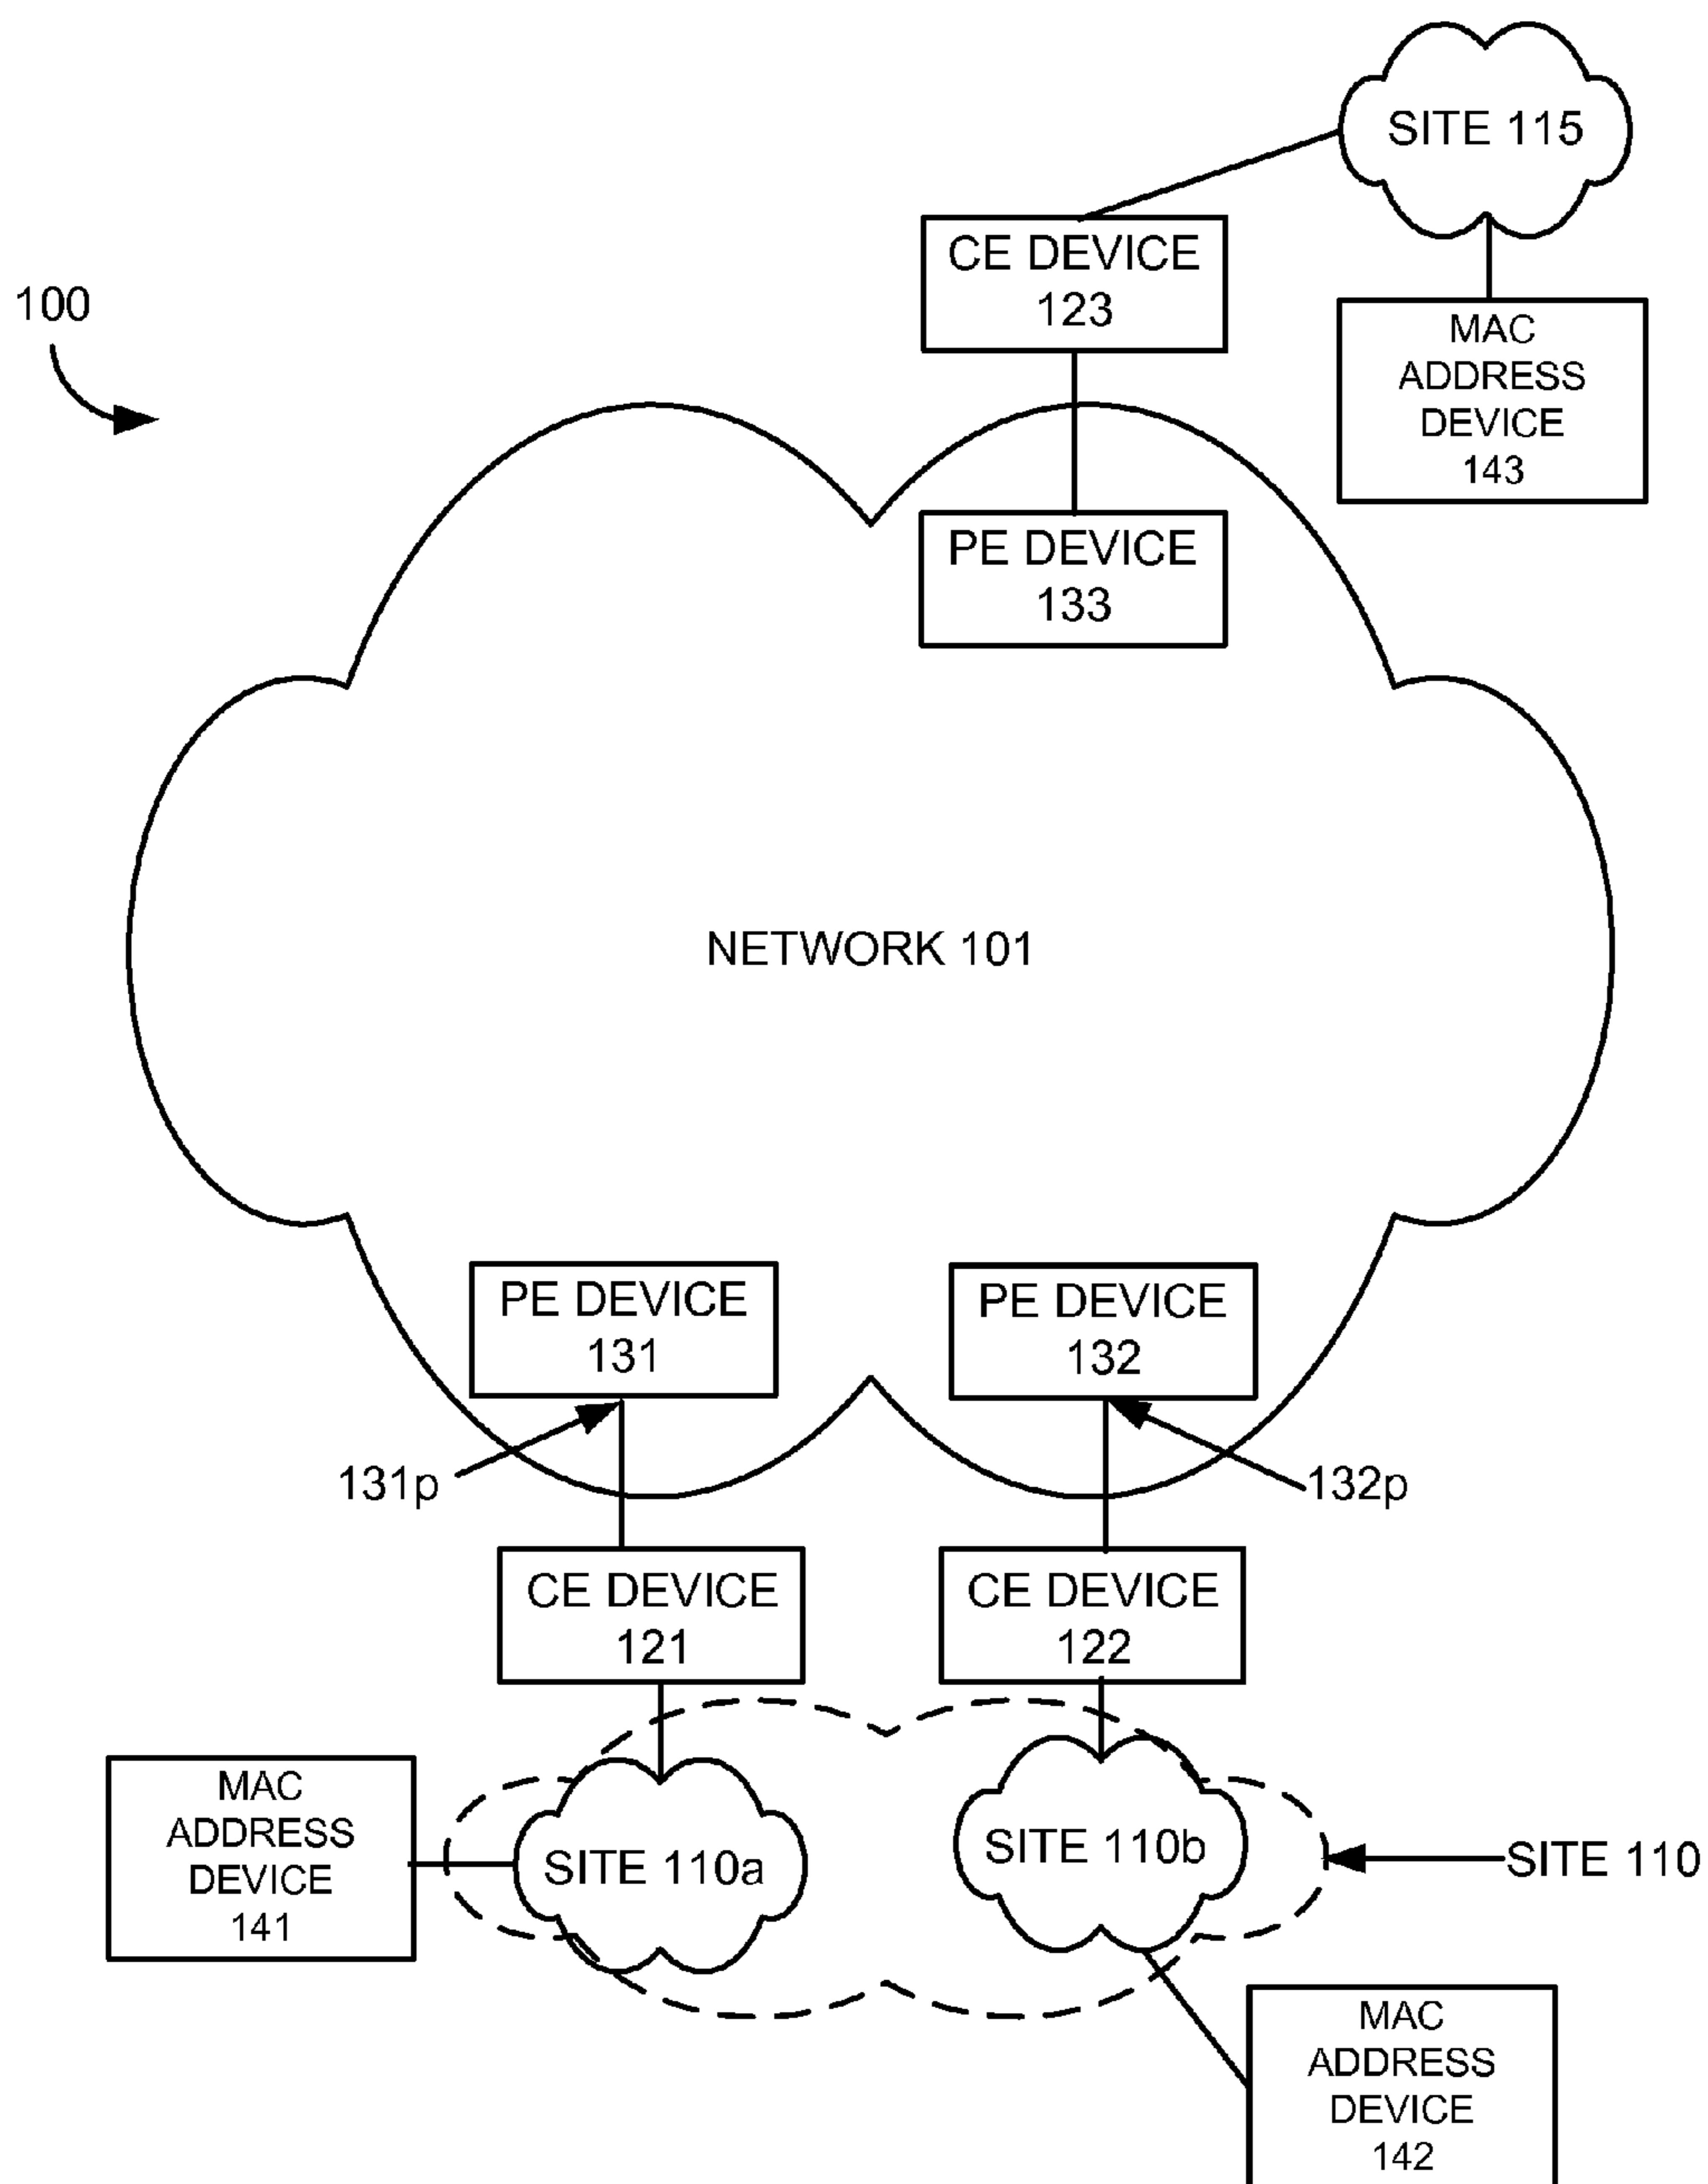 SITE 115
CE DEVICE
123
100
MAC
ADDRESS
DEVICE
143
PE DEVICE
133
NETWORK 101
PE DEVICE
131
PE DEVICE
132
131p
132p
CE DEVICE
121
CE DEVICE
122
MAC
ADDRESS
DEVICE
141
SITE 110a
SITE 110b
SITE 110
MAC
ADDRESS
DEVICE
142